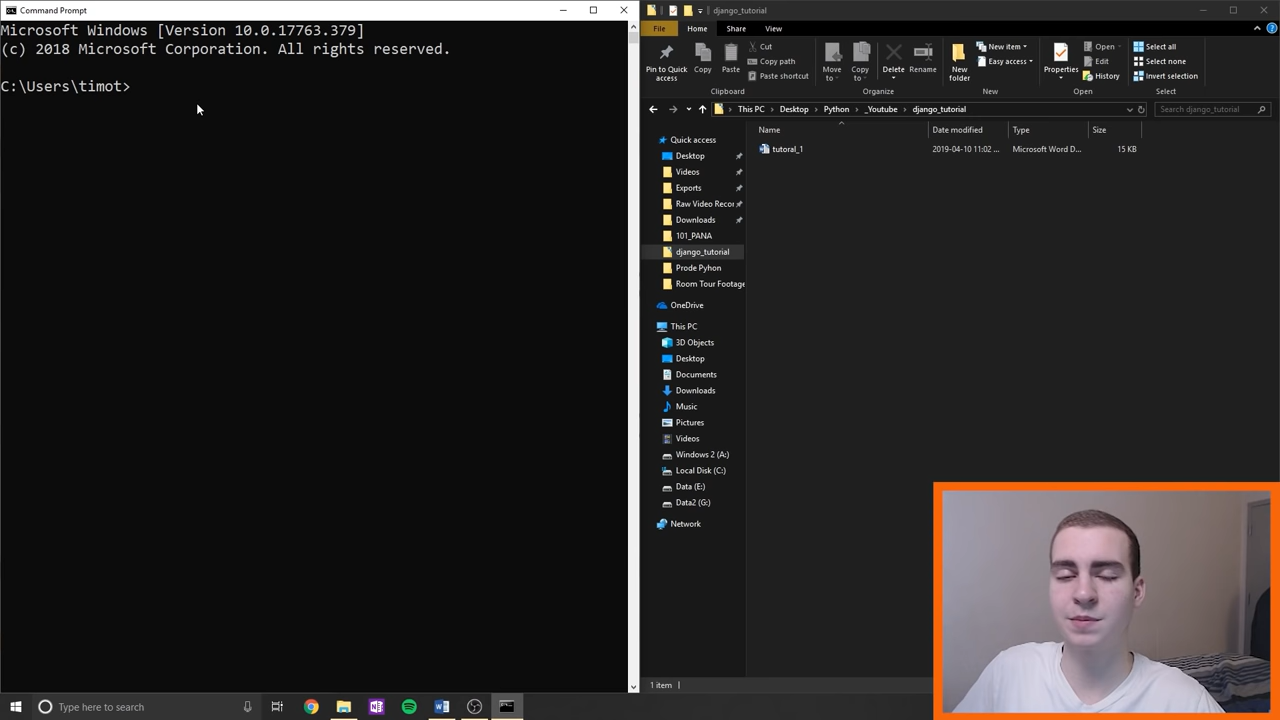 Command Prompt
Microsoft Windows [Version 10.0.17763.379]
(c) 2018 Microsoft Corporation. All rights reserved.
C:\Users\timot>
django_tutorial
File
Home
Share
View
Pin to Quick access
Copy
Paste
Cut
Copy path
Paste shortcut
Clipboard
Move to
Copy to
Delete
Rename
Organize
New folder
New item
Easy access
New
Properties
Open
Edit
History
Open
Select all
Select none
Invert selection
Select
This PC
Desktop
Python
_Youtube
django_tutorial
Search django_tutorial
Name
Date modified
Type
Size
tutoral_1
2019-04-10 11:02 ...
Microsoft Word D...
15 KB
Quick access
Desktop
Videos
Exports
Raw Video Recor
Downloads
101_PANA
django_tutorial
Prode Pyhon
Room Tour Footage
OneDrive
This PC
3D Objects
Desktop
Documents
Downloads
Music
Pictures
Videos
Windows 2 (A:)
Local Disk (C:)
Data (E:)
Data2 (G:)
Network
1 item
Type here to search